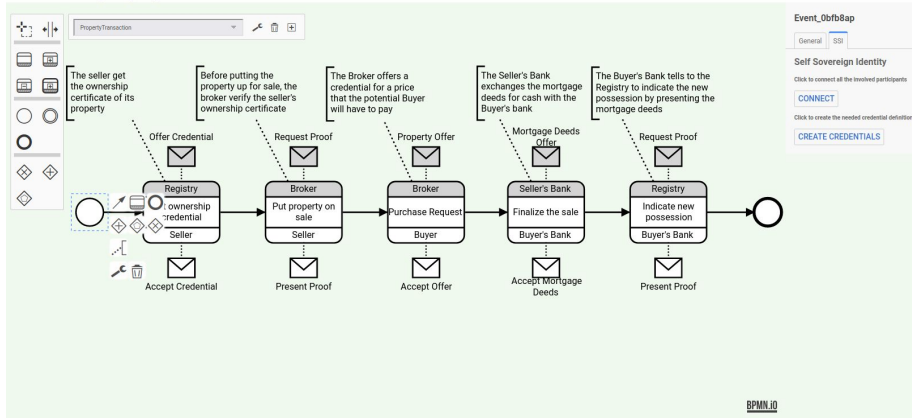 PropertyTransaction
Event_0bfb8ap
General
SSI
Self Sovereign Identity
Click to connect all the involved participants
CONNECT
Click to create the needed credential definition
CREATE CREDENTIALS
The seller get
the ownership
certificate of its
property
Before putting the
property up for sale, the
broker verify the seller's
ownership certificate
The Broker offers a
credential for a price
that the potential Buyer
will have to pay
The Seller's Bank
exchanges the mortgage
deeds for cash with the
Buyer's bank
The Buyer's Bank tells to the
Registry to indicate the new
possession by presenting the
mortgage deeds
Offer Credential
Request Proof
Property Offer
Mortgage Deeds
Offer
Request Proof
Registry
ownership
credential
Seller
Broker
Put property on
sale
Seller
Broker
Purchase Request
Buyer
Seller's Bank
Finalize the sale
Buyer's Bank
Registry
Indicate new
possession
Buyer's Bank
Accept Credential
Present Proof
Accept Offer
Accept Mortgage
Deeds
Present Proof
BPMN.iO